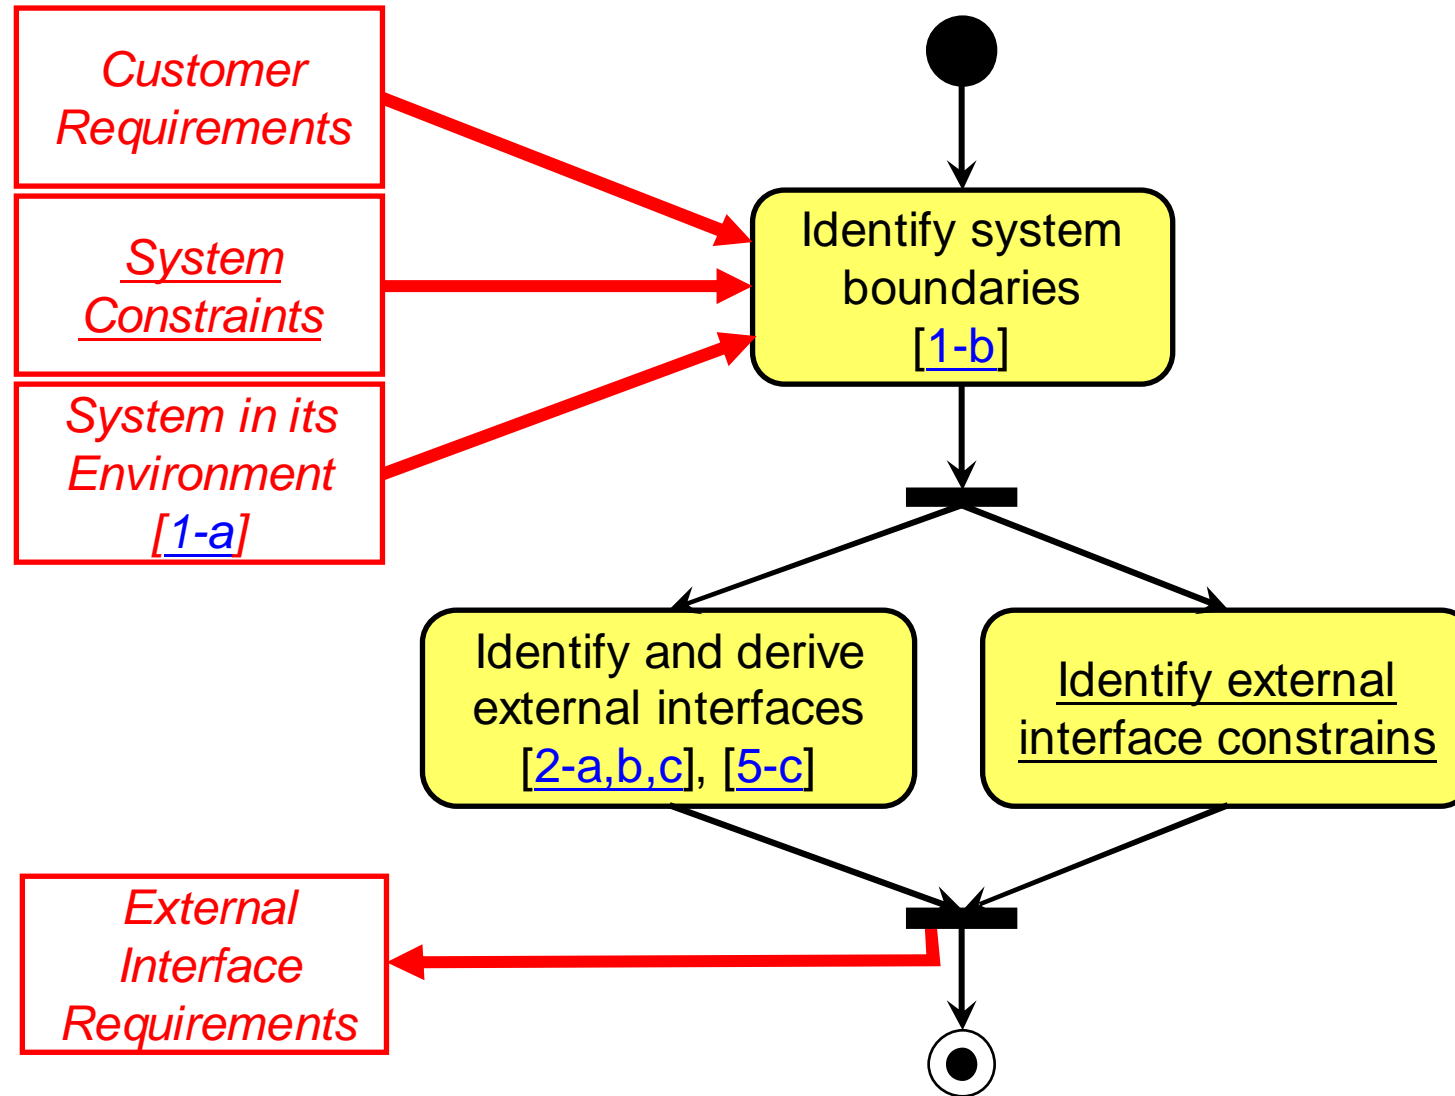 Customer
Requirements
System
Constraints
System in its
Environment
[1-a]
Identify system
boundaries
[1-b]
Identify and derive
external interfaces
[2-a,b,c], [5-c]
Identify external
interface constrains
External
Interface
Requirements